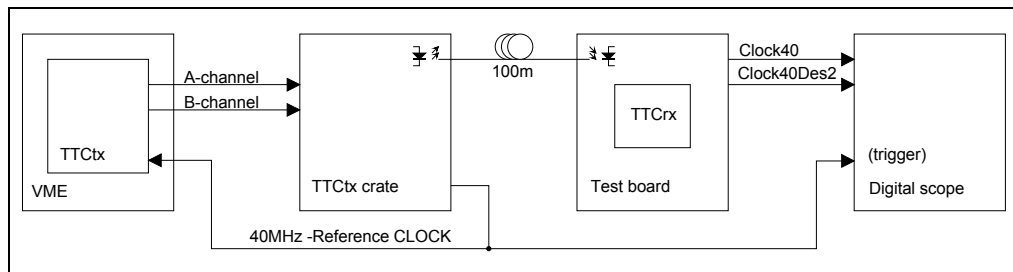 A-channel
B-channel
TTCtx
VME
TTCtx crate
100m
TTCrx
Test board
Clock40
Clock40Des2
(trigger)
Digital scope
40MHz -Reference CLOCK